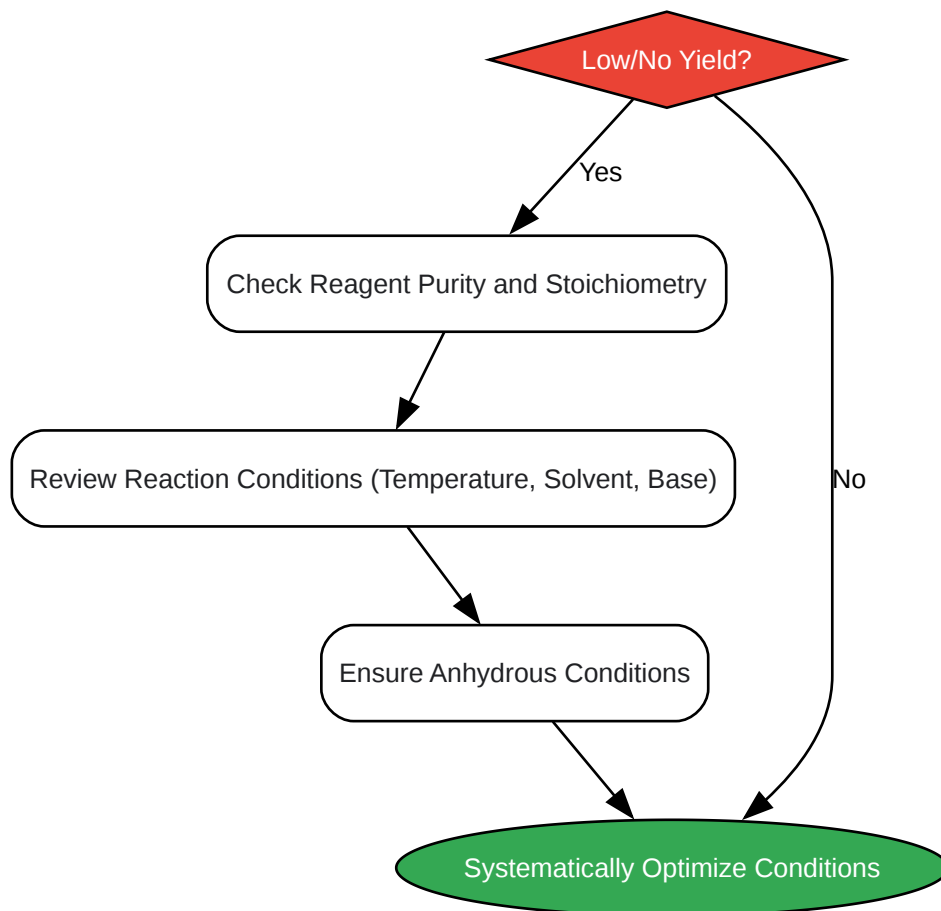 Low/No Yield?
Yes
Check Reagent Purity and Stoichiometry
Review Reaction Conditions (Temperature, Solvent, Base)
No
Ensure Anhydrous Conditions
Systematically Optimize Conditions